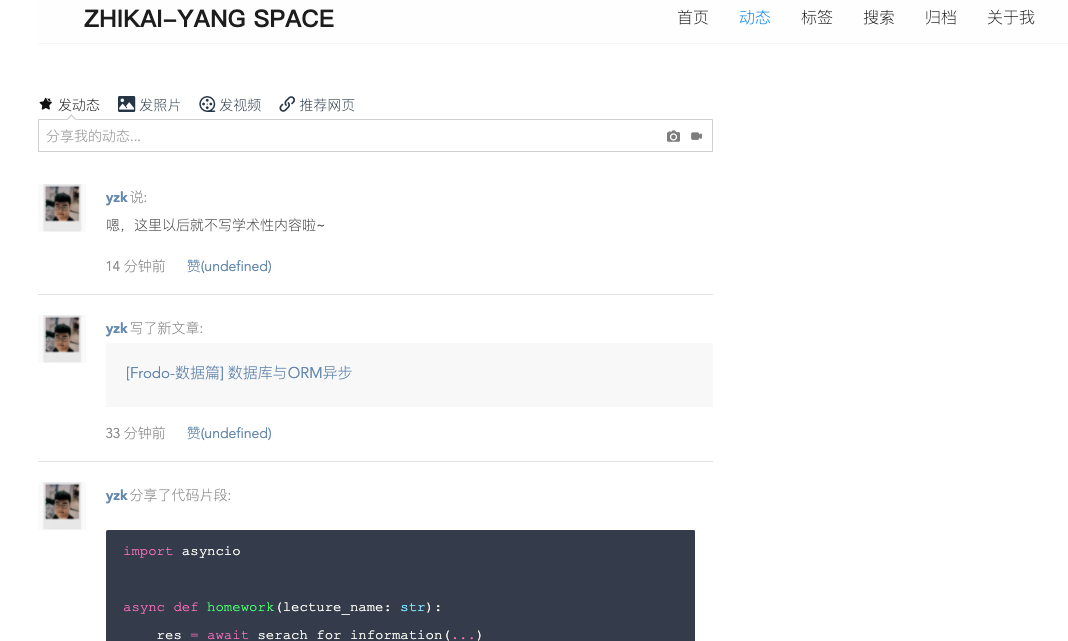 ZHIKAI-YANG SPACE
首页 动态 标签 搜索 归档 关于我
发动态 发照片 发视频 推荐网页
分享我的动态...
yzk 说:
嗯，这里以后就不写学术性内容啦~
14 分钟前 赞(undefined)
yzk 写了新文章:
[Frodo-数据篇] 数据库与ORM异步
33 分钟前 赞(undefined)
yzk 分享了代码片段:
import asyncio
async def homework(lecture_name: str):
res = await serach_for_information(...)